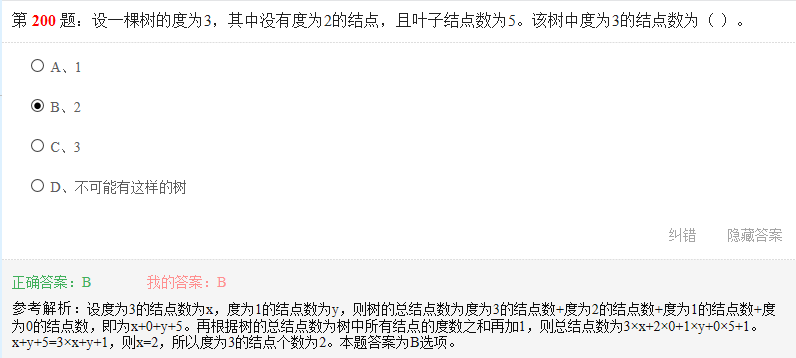 第 200 题：设一棵树的度为3，其中没有度为2的结点，且叶子结点数为5。该树中度为3的结点数为（ ）。
A、1
B、2
C、3
D、不可能有这样的树
纠错 隐藏答案
正确答案：B 我的答案：B
参考解析：设度为3的结点数为x，度为1的结点数为y，则树的总结点数为度为3的结点数+度为2的结点数+度为1的结点数+度
为0的结点数，即为x+0+y+5。再根据树的总结点数为树中所有结点的度数之和再加1，则总结点数为3×x+2×0+1×y+0×5+1。
x+y+5=3×x+y+1，则x=2，所以度为3的结点个数为2。本题答案为B选项。